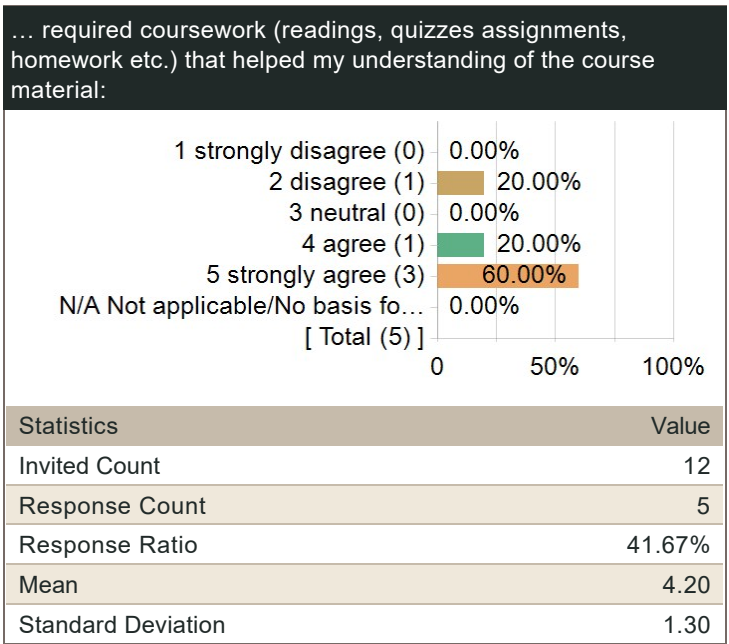 … required coursework (readings, quizzes assignments,
homework etc.) that helped my understanding of the course
material:
1 strongly disagree (0) 0.00%
2 disagree (1) 20.00%
3 neutral (0) 0.00%
4 agree (1) 20.00%
5 strongly agree (3) 60.00%
N/A Not applicable/No basis fo… 0.00%
[ Total (5) ]
0 50% 100%
Statistics Value
Invited Count 12
Response Count 5
Response Ratio 41.67%
Mean 4.20
Standard Deviation 1.30